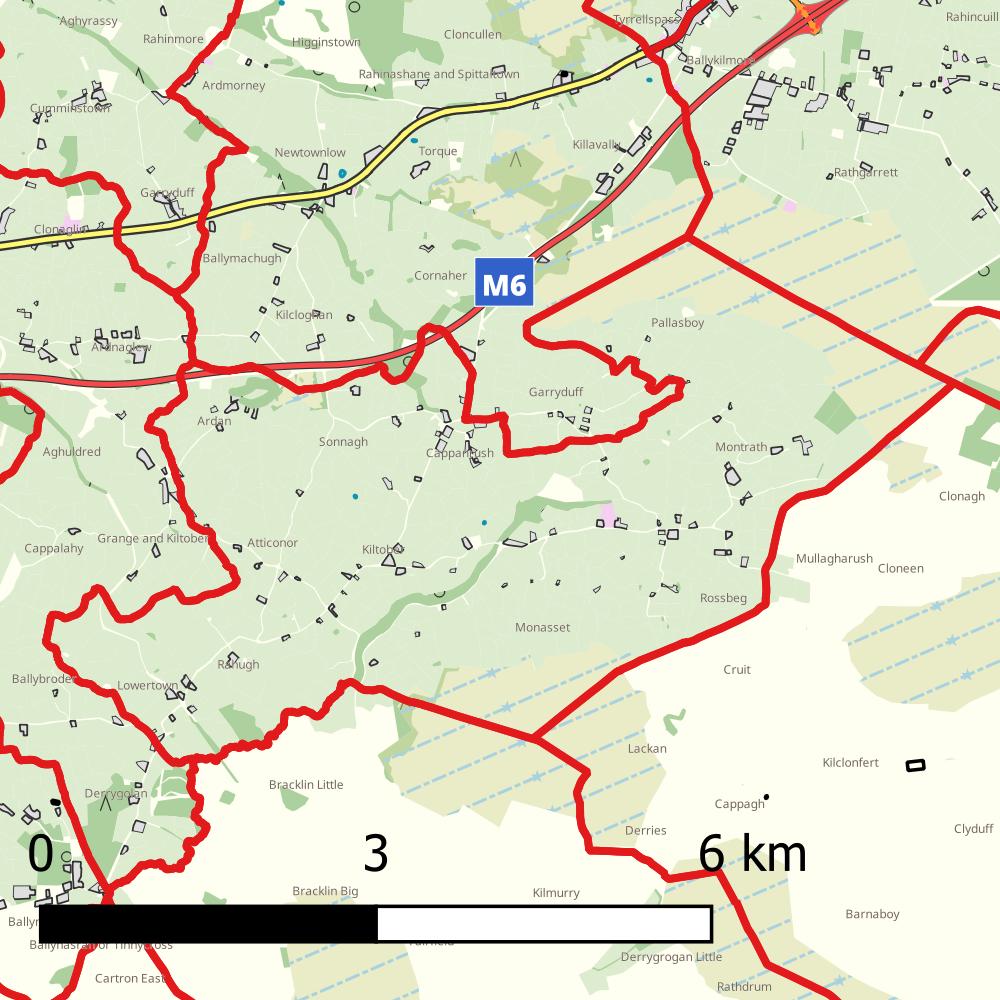 Aghyrassy
Rahinmore
Higginstown
Cloncullen
Tyrrellspass
Rahincuill
Ballykilmore
Rahinashane and Spittaltown
Ardmorney
Cumminstown
Newtownlow
Torque
Killavally
Rathgarrett
Garryduff
Clonaglin
Ballymachugh
Cornaher
M6
Kilcloghan
Pallasboy
Ardnaglew
Garryduff
Ardan
Sonnagh
Cappanrush
Aghuldred
Montrath
Clonagh
Grange and Kiltober
Cappalahy
Atticonor
Kiltober
Mullagharush
Cloneen
Rossbeg
Monasset
Rahugh
Cruit
Ballybroder
Lowertown
Lackan
Kilclonfert
Bracklin Little
Derrygolan
Cappagh
Derries
Clyduff
0 3 6 km
Bracklin Big
Kilmurry
Barnaboy
Ballynasrah or Tinnycross
Derrygrogan Little
Cartron East
Rathdrum